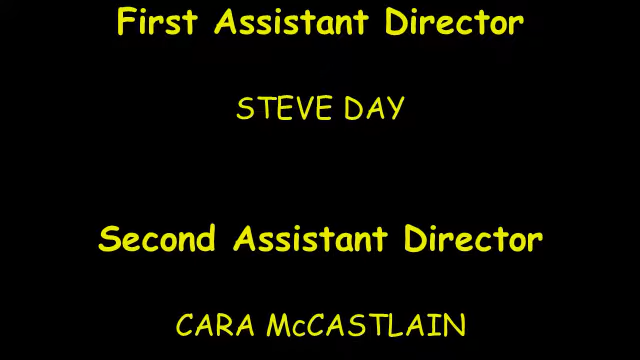 First Assistant Director
STEVE DAY
Second Assistant Director
CARA McCASTLAIN